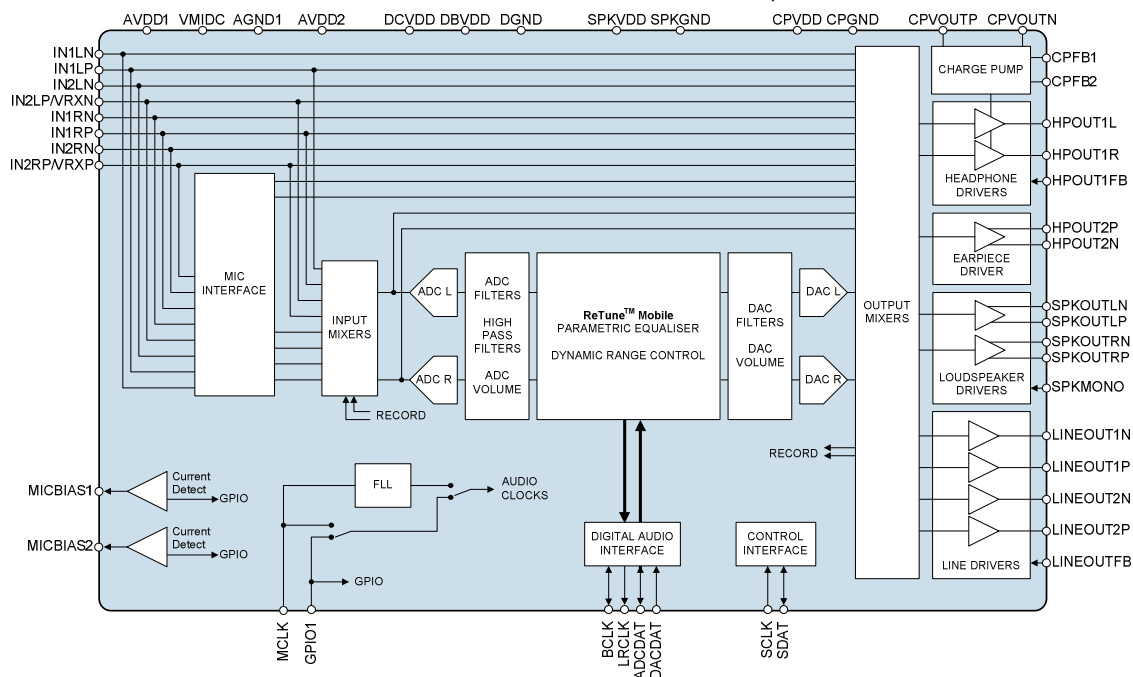 AVDD1 VMIDC AGND1 AVDD2 DCVDD DBVDD DGND SPKVDD SPKGND CPVDD CPGND CPVOUTP CPVOUTN
IN1LN
IN1LP
IN2LN
IN2LP/VRXN
IN1RN
IN1RP
IN2RN
IN2RP/VRXP
MIC
INTERFACE
INPUT
MIXERS
RECORD
ADC L
ADC R
ADC
FILTERS
HIGH
PASS
FILTERS
ADC
VOLUME
ReTune™ Mobile
PARAMETRIC EQUALISER
DYNAMIC RANGE CONTROL
DAC
FILTERS
DAC
VOLUME
DAC L
DAC R
RECORD
OUTPUT
MIXERS
CHARGE PUMP
CPFB1
CPFB2
HPOUT1L
HPOUT1R
HEADPHONE
DRIVERS
HPOUT1FB
HPOUT2P
HPOUT2N
EARPIECE
DRIVER
SPKOUTLN
SPKOUTLP
SPKOUTRN
SPKOUTRP
LOUDSPEAKER
DRIVERS
SPKMONO
LINEOUT1N
LINEOUT1P
LINEOUT2N
LINEOUT2P
LINE DRIVERS
LINEOUTFB
MICBIAS1
Current
Detect
GPIO
MICBIAS2
Current
Detect
GPIO
FLL
AUDIO
CLOCKS
GPIO
DIGITAL AUDIO
INTERFACE
CONTROL
INTERFACE
MCLK
GPIO1
BCLK
LRCLK
ADCDAT
DACDAT
SCLK
SDAT